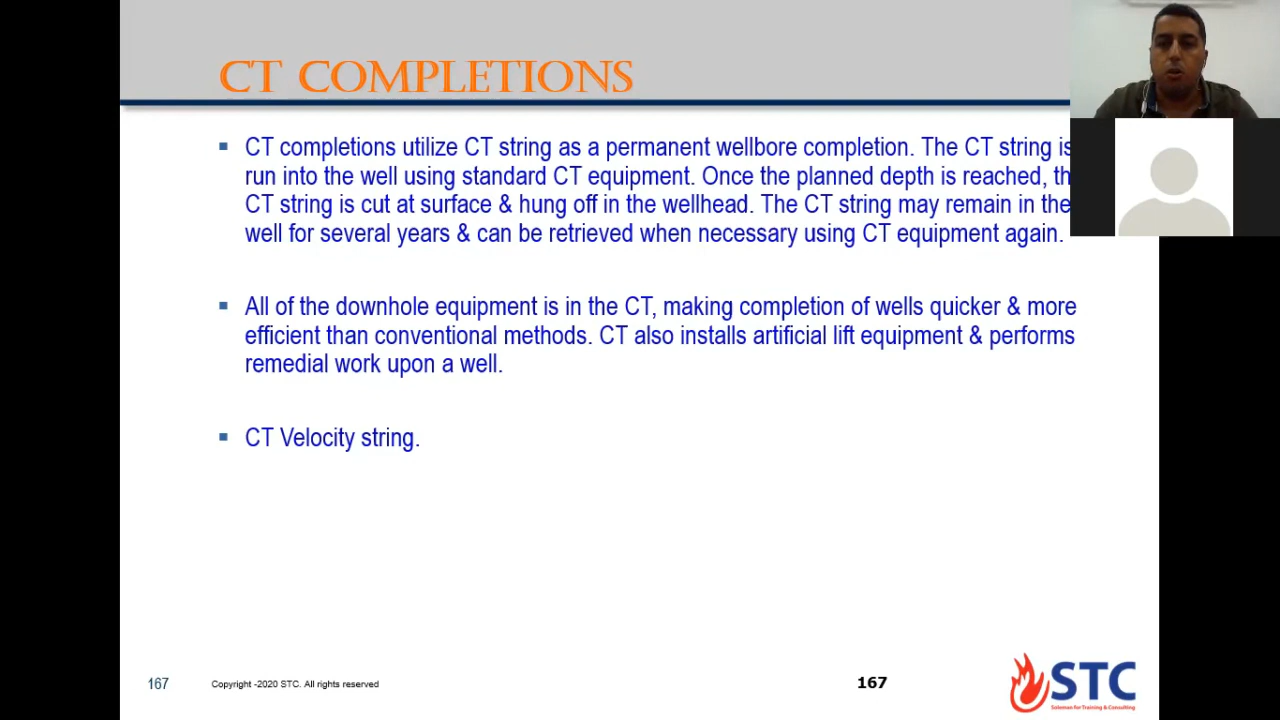 CT COMPLETIONS
▪ CT completions utilize CT string as a permanent wellbore completion. The CT string is
run into the well using standard CT equipment. Once the planned depth is reached, th
CT string is cut at surface & hung off in the wellhead. The CT string may remain in the
well for several years & can be retrieved when necessary using CT equipment again.
▪ All of the downhole equipment is in the CT, making completion of wells quicker & more
efficient than conventional methods. CT also installs artificial lift equipment & performs
remedial work upon a well.
▪ CT Velocity string.
167
Copyright -2020 STC. All rights reserved
167
STC
Soleman For Training & Consulting